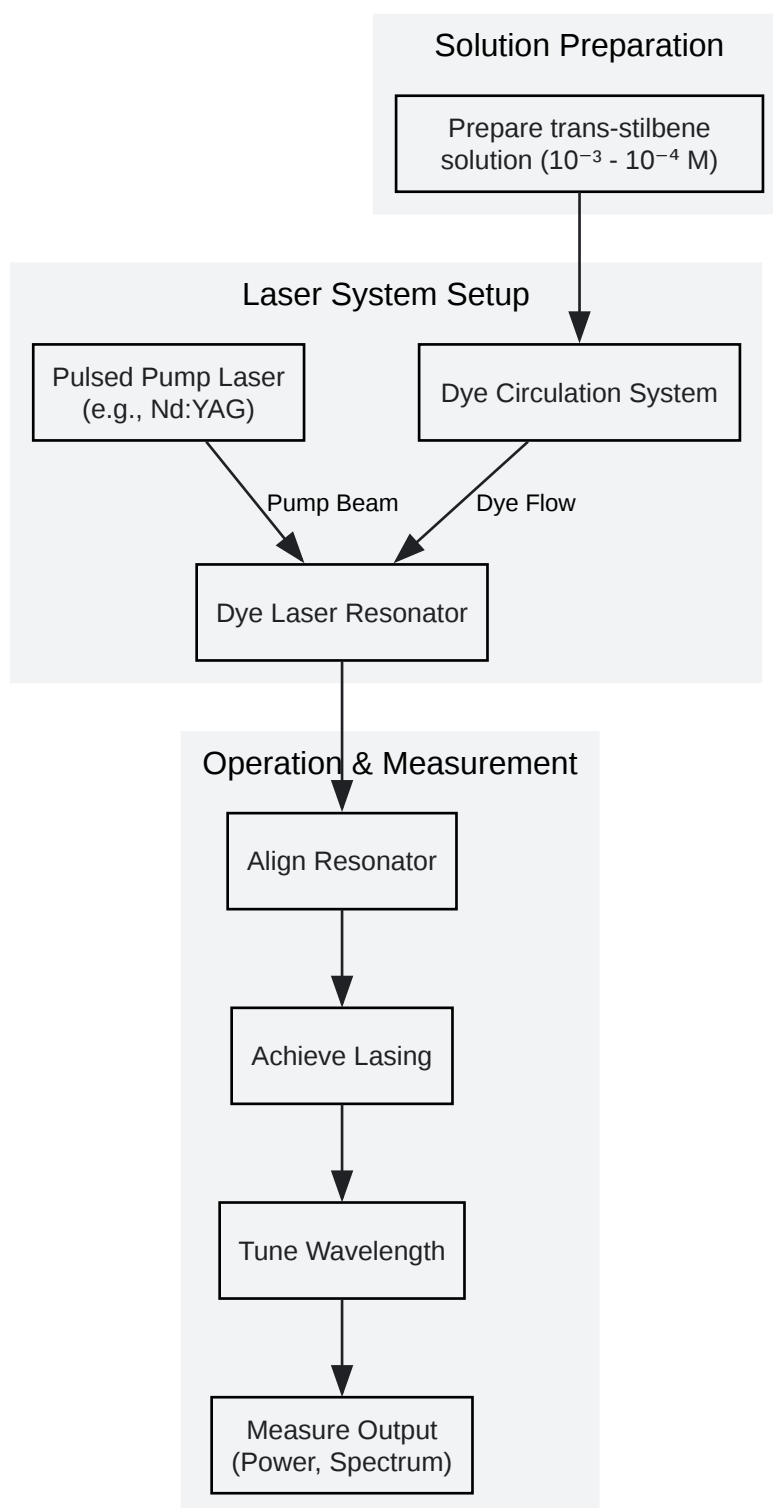 Solution Preparation
Prepare trans-stilbene
solution (10⁻³ - 10⁻⁴ M)
Laser System Setup
Pulsed Pump Laser
(e.g., Nd:YAG)
Dye Circulation System
Pump Beam
Dye Flow
Dye Laser Resonator
Operation & Measurement
Align Resonator
Achieve Lasing
Tune Wavelength
Measure Output
(Power, Spectrum)